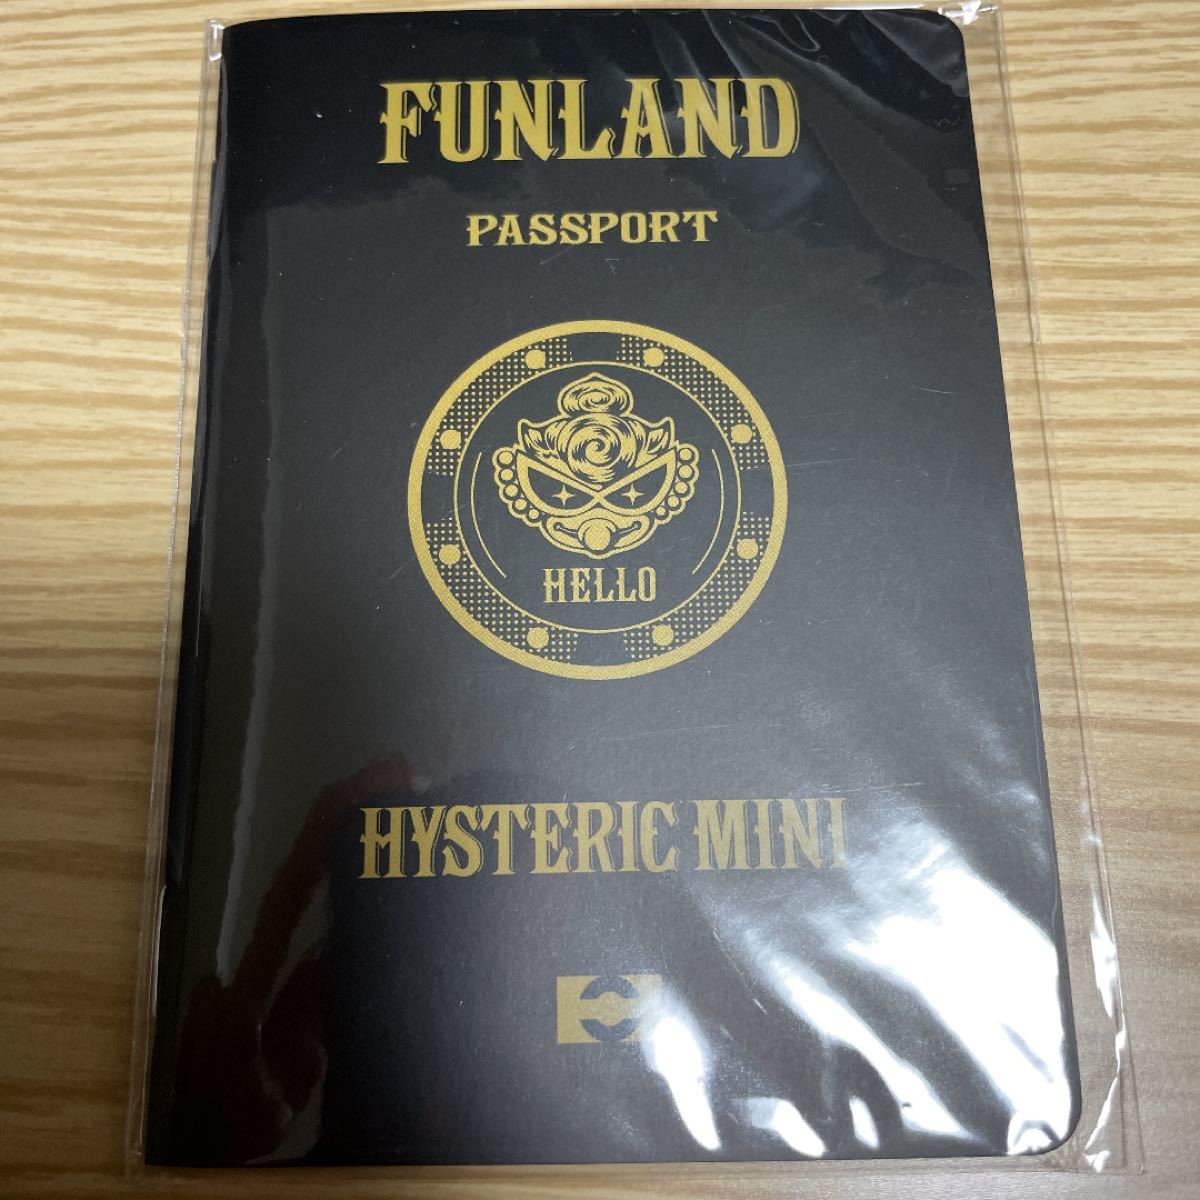 FUNLAND
PASSPORT
HELLO
HYSTERIC MINI